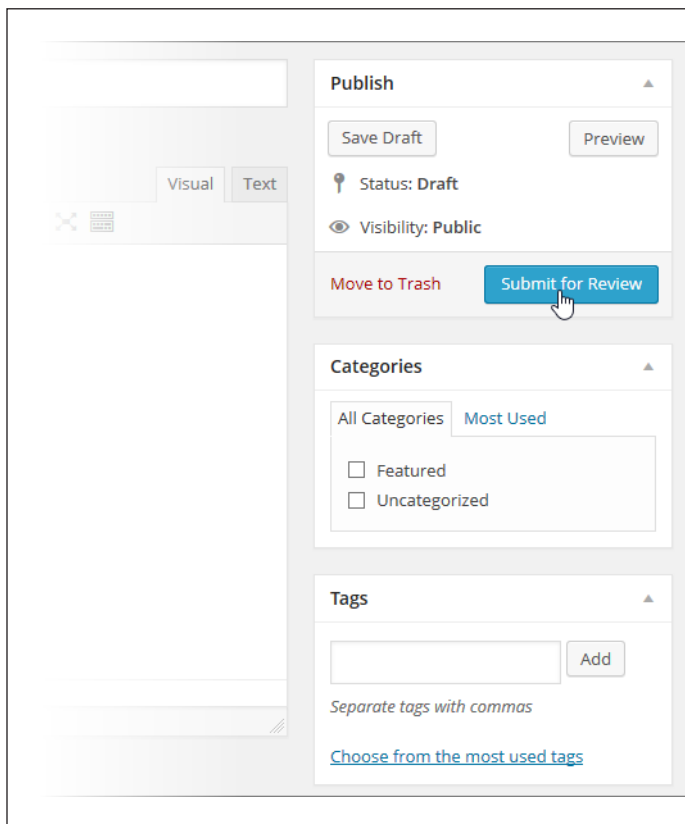 Publish
Save Draft Preview
Visual Text
Status: Draft
Visibility: Public
Move to Trash Submit for Review
Categories
All Categories Most Used
Featured
Uncategorized
Tags
Add
Separate tags with commas
Choose from the most used tags